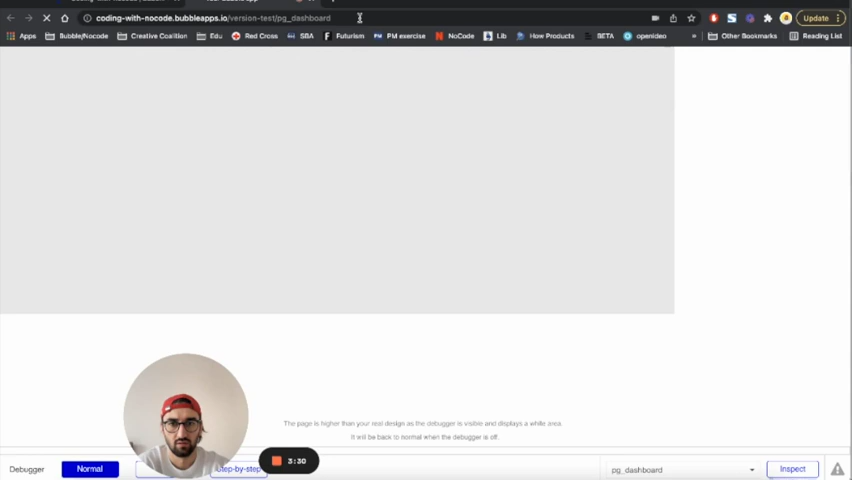 coding-with-nocode.bubbleapps.io/version-test/pg_dashboard
Update
Apps
Bubble/Nocode
Creative Coalition
Edu
Red Cross
SBA
Futurism
PM exercise
NoCode
Lib
How Products
BETA
openideo
»
Other Bookmarks
Reading List
The page is higher than your real design as the debugger is visible and displays a white area.
It will be back to normal when the debugger is off.
Debugger
Normal
Step-by-step
3:30
pg_dashboard
Inspect